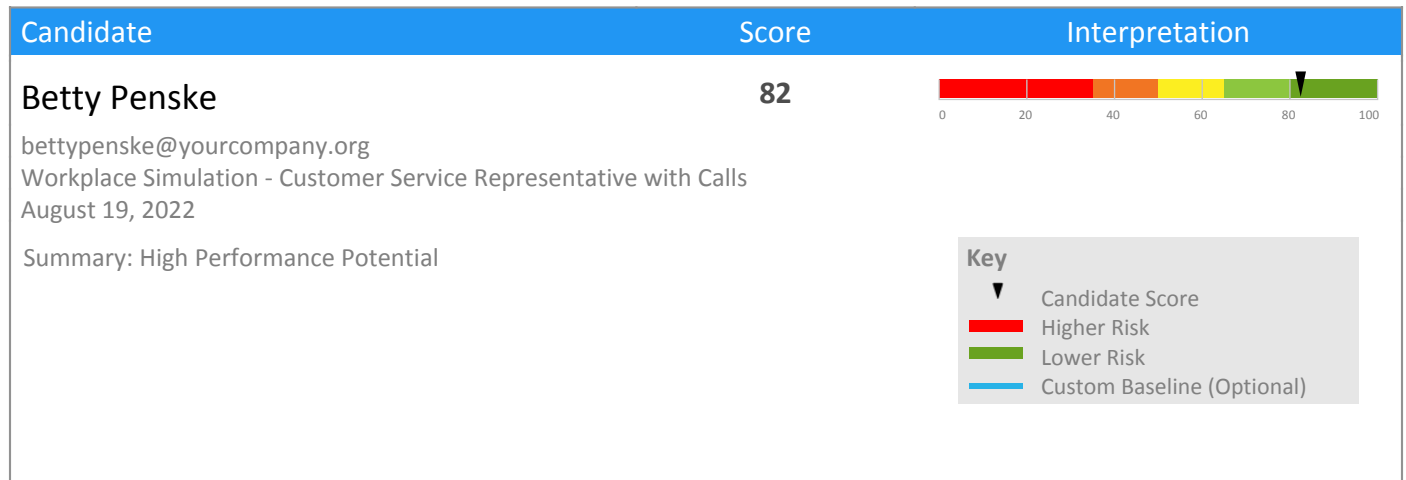 Candidate Score Interpretation
Betty Penske 82
0 20 40 60 80 100
bettypenske@yourcompany.org
Workplace Simulation - Customer Service Representative with Calls
August 19, 2022
Summary: High Performance Potential
Key
Candidate Score
Higher Risk
Lower Risk
Custom Baseline (Optional)